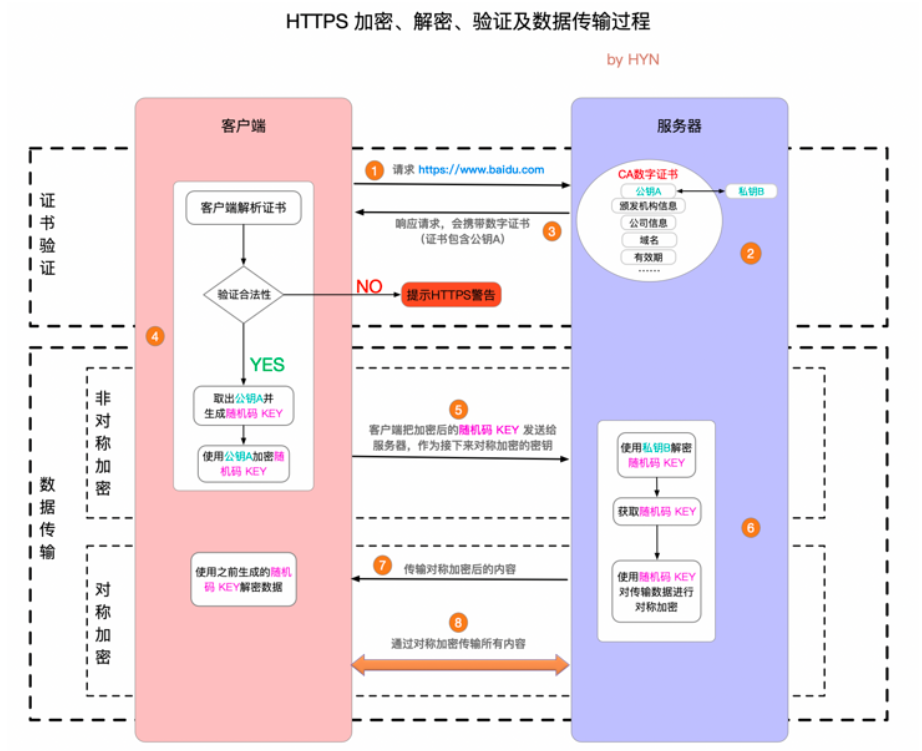 HTTPS 加密、解密、验证及数据传输过程
by HYN
客户端
服务器
证书验证
1
请求 https://www.baidu.com
CA数字证书
公钥A
私钥B
颁发机构信息
公司信息
域名
有效期
------
2
响应请求，会携带数字证书
（证书包含公钥A）
3
客户端解析证书
验证合法性
NO
提示HTTPS警告
4
YES
数据传输
非对称加密
取出公钥A并
生成随机码 KEY
使用公钥A加密随
机码 KEY
5
客户端把加密后的随机码 KEY 发送给
服务器，作为接下来对称加密的密钥
使用私钥B解密
随机码 KEY
获取随机码 KEY
6
使用随机码 KEY
对传输数据进行
对称加密
对称加密
7
传输对称加密后的内容
使用之前生成的随机
码 KEY解密数据
8
通过对称加密传输所有内容